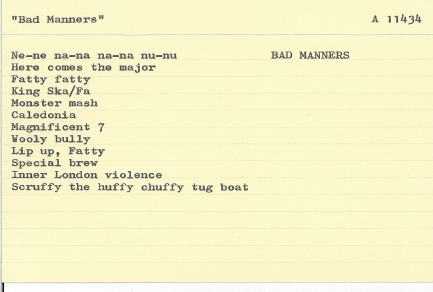 "Bad Manners" A 11434
Ne-ne na-na na-na nu-nu BAD MANNERS
Here comes the major
Fatty fatty
King Ska/Fa
Monster mash
Caledonia
Magnificent 7
Wooly bully
Lip up, Fatty
Special brew
Inner London violence
Scruffy the huffy chuffy tug boat